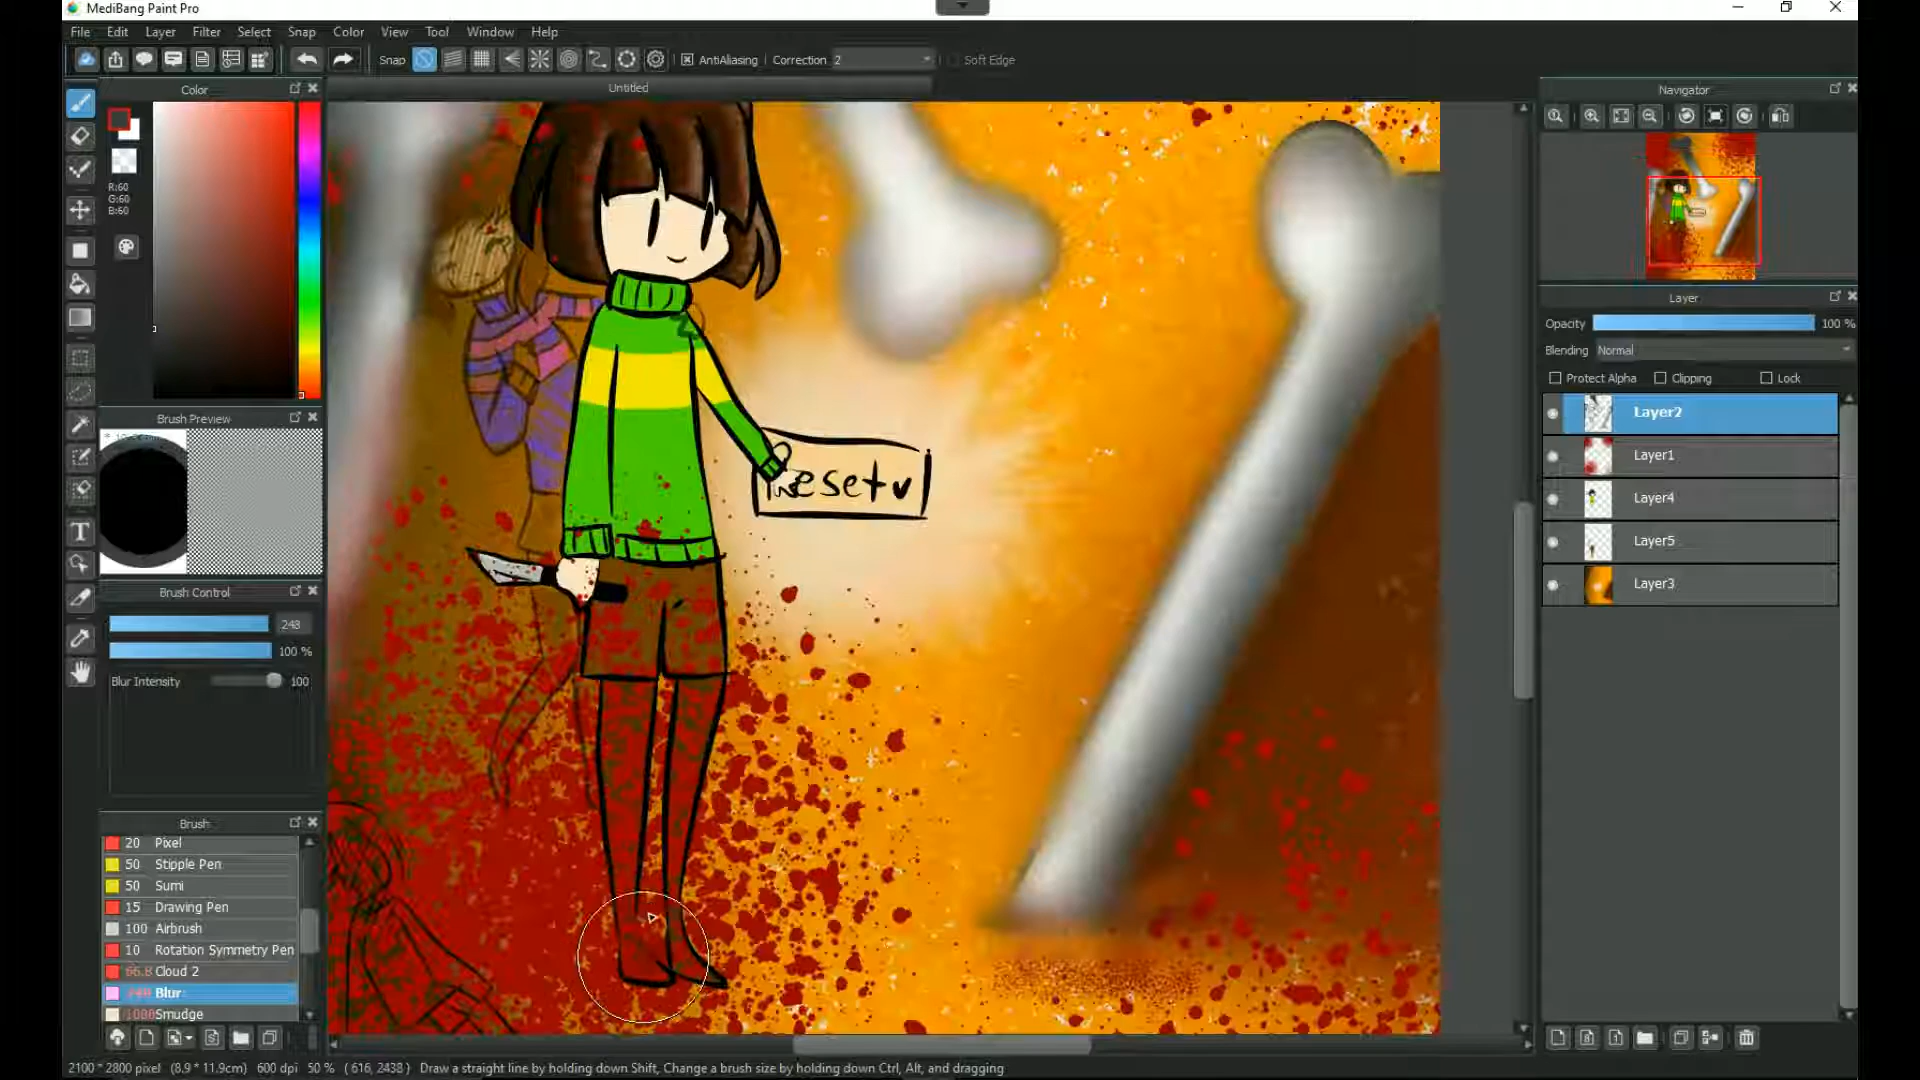 MediBang Paint Pro
File Edit Layer Filter Select Snap Color View Tool Window Help
Snap AntiAliasing Correction 2 Soft Edge
Untitled
Color
R:60
G:60
B:60
Brush Preview
Brush Control
248
100 %
Blur Intensity 100
Brush
20 Pixel
50 Stipple Pen
50 Sumi
15 Drawing Pen
100 Airbrush
10 Rotation Symmetry Pen
66.8 Cloud 2
248 Blur
Smudge
Reset
Navigator
Layer
Opacity 100 %
Blending Normal
Protect Alpha Clipping Lock
Layer2
Layer1
Layer4
Layer5
Layer3
2100 * 2800 pixel (8.9 * 11.9cm) 600 dpi 50 % ( 616, 2438 ) Draw a straight line by holding down Shift, Change a brush size by holding down Ctrl, Alt, and dragging